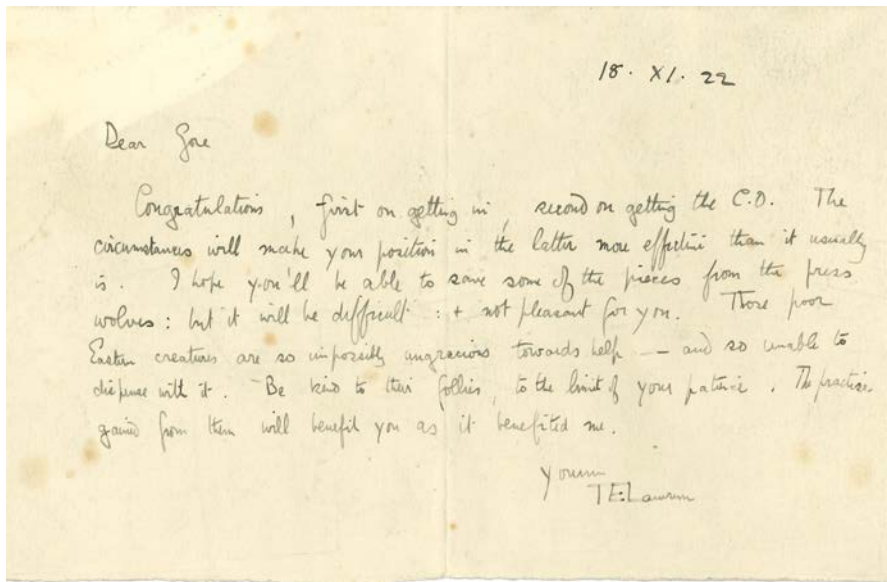 18. XI. 22
Dear Gore
Congratulations, first on getting in, second on getting the C.O. The
circumstances will make your position in the latter more effective than it usually
is. I hope you'll be able to save some of the pieces from the press
wolves: but it will be difficult: + not pleasant for you. Those poor
Eastern creatures are so impossibly ungracious towards help — and so unable to
dispense with it. Be kind to their follies, to the limit of your patience. The practice
gained from them will benefit you as it benefited me.
Yours
T E Lawrence